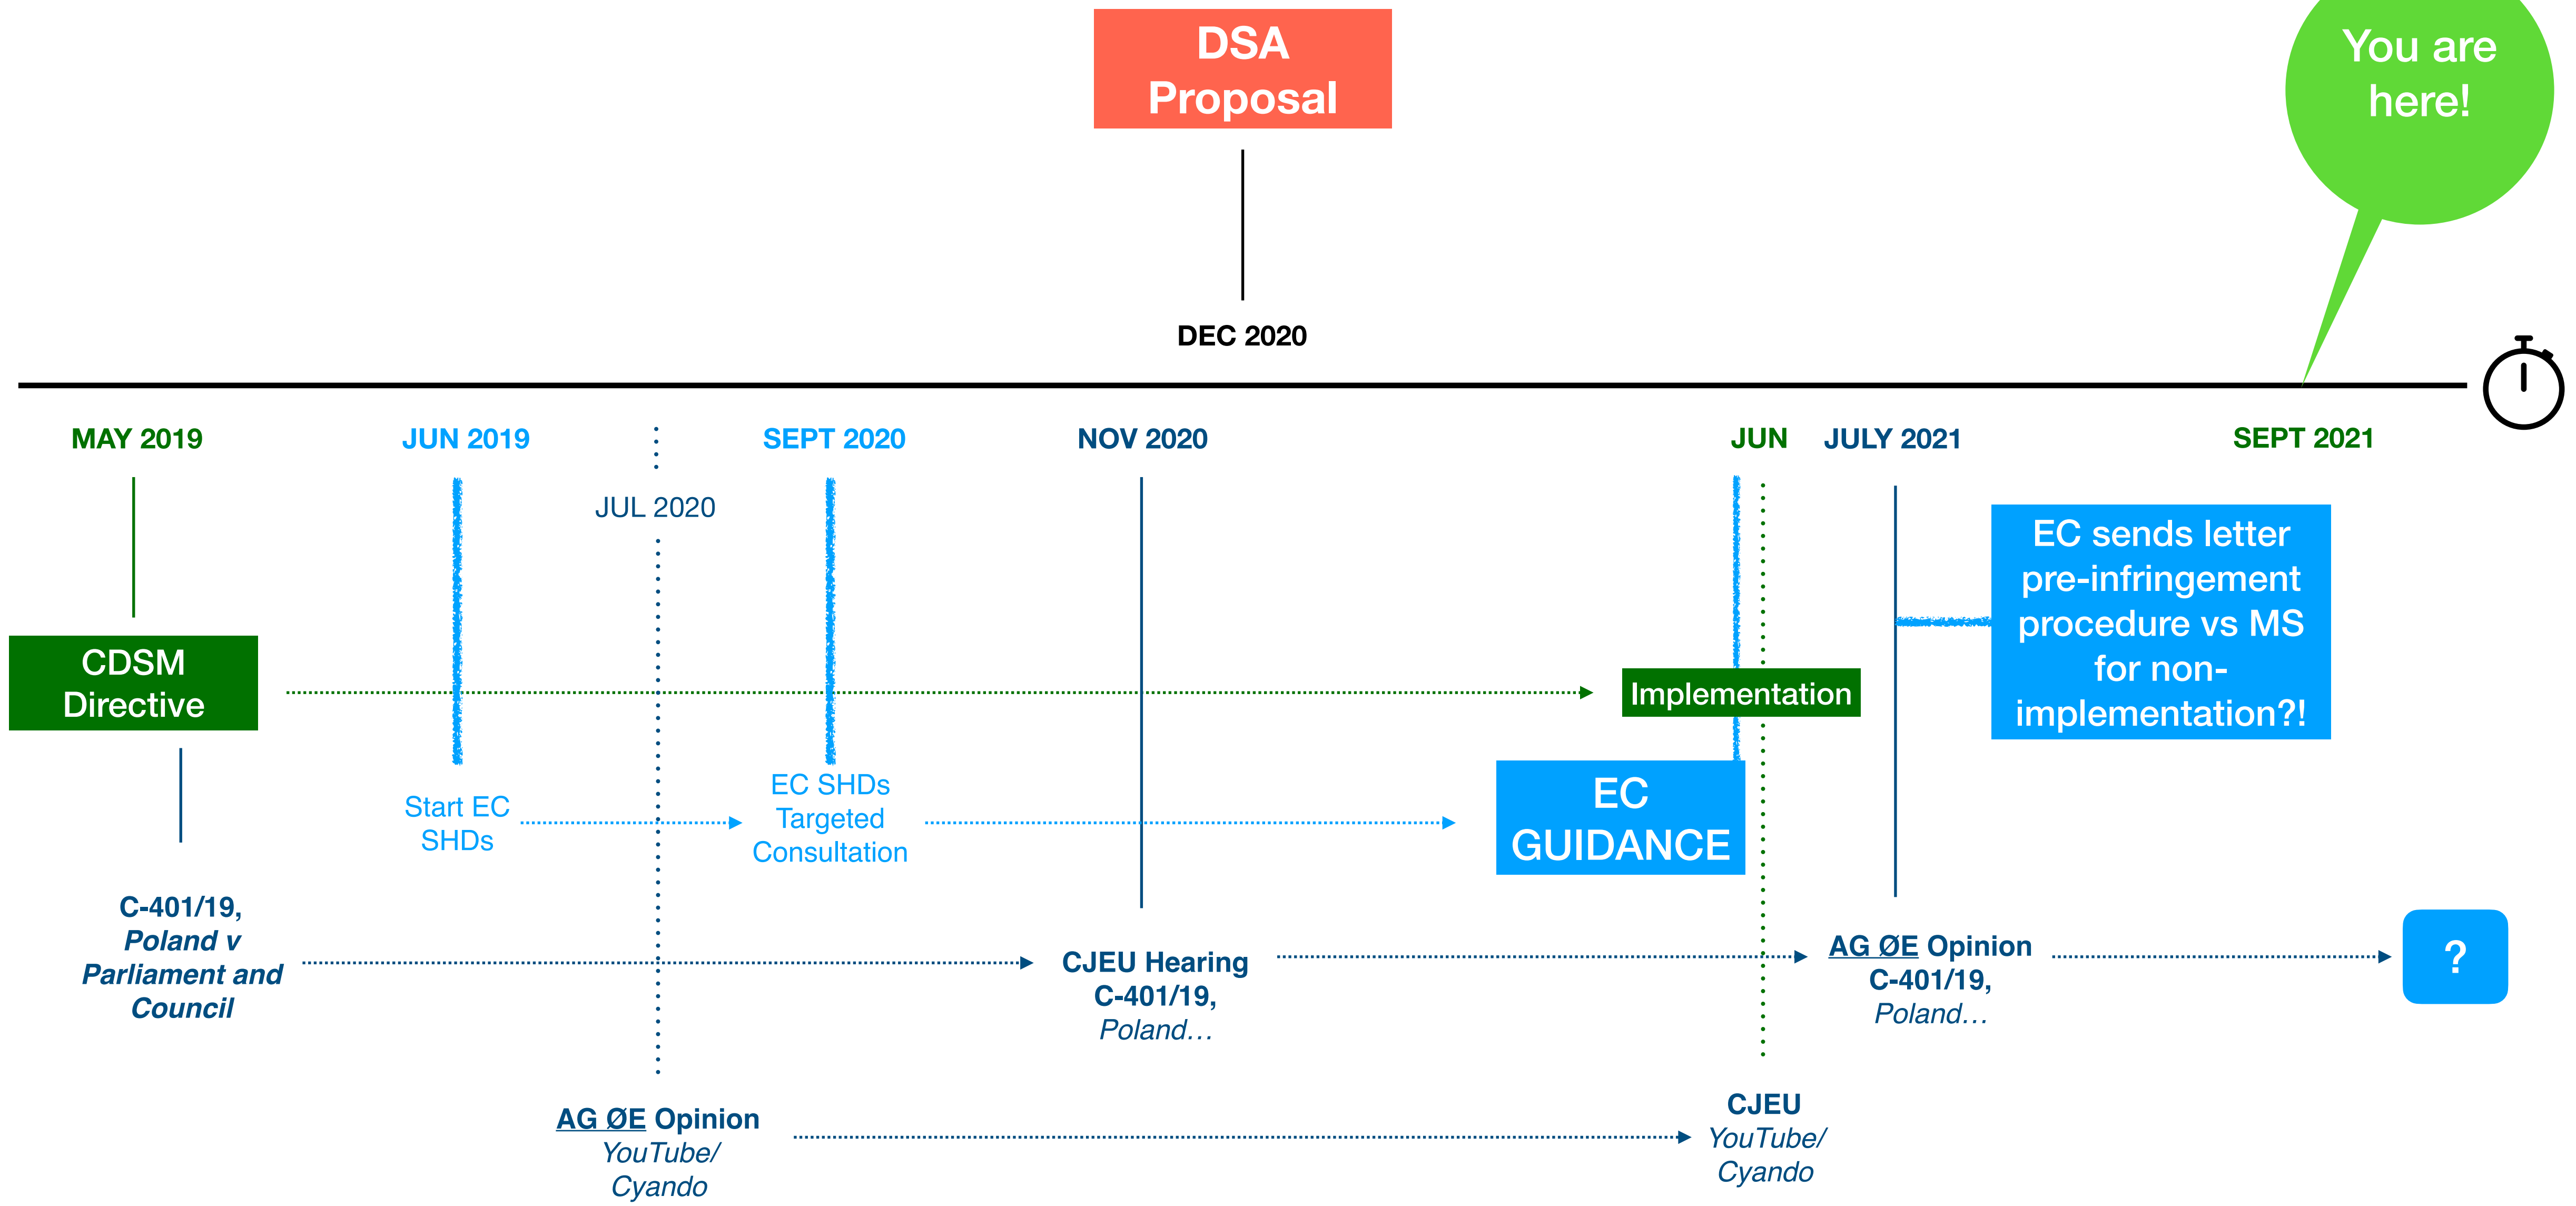 DSA
Proposal
You are
here!
DEC 2020
MAY 2019
JUN 2019
SEPT 2020
NOV 2020
JUN
JULY 2021
SEPT 2021
JUL 2020
EC sends letter
pre-infringement
procedure vs MS
for non-
implementation?!
CDSM
Directive
Implementation
Start EC
SHDs
EC SHDs
Targeted
Consultation
EC
GUIDANCE
C-401/19,
Poland v
Parliament and
Council
CJEU Hearing
C-401/19,
Poland…
AG ØE Opinion
C-401/19,
Poland…
?
AG ØE Opinion
YouTube/
Cyando
CJEU
YouTube/
Cyando